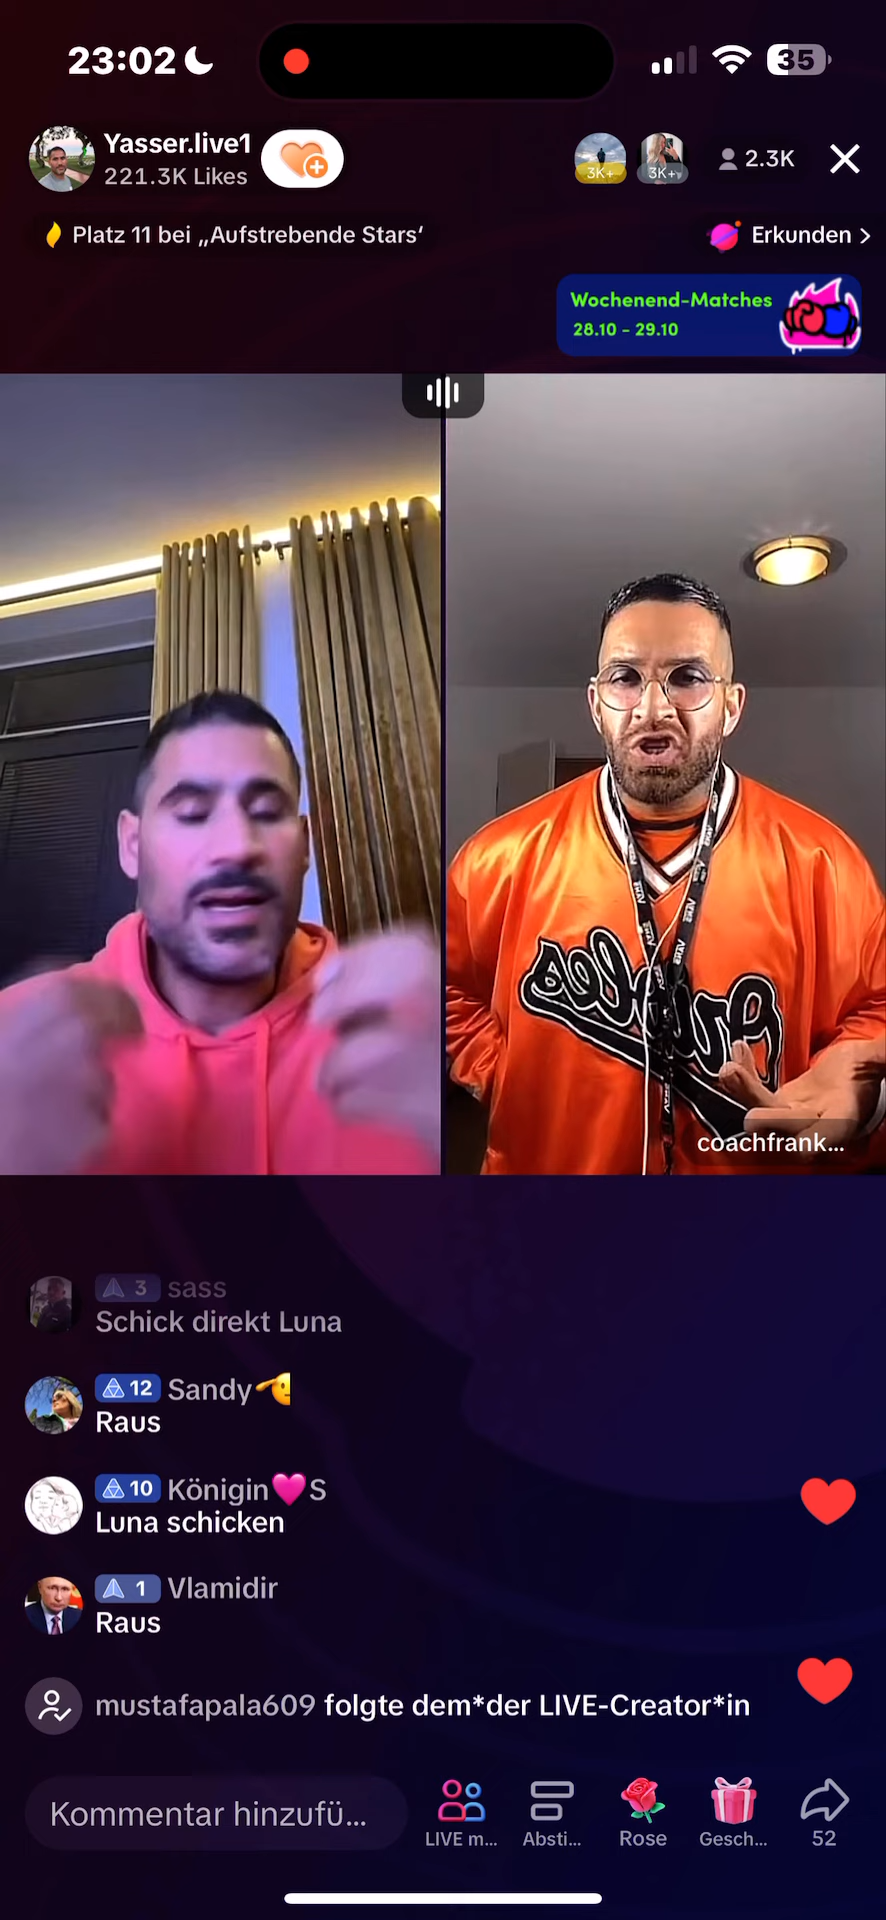 23:02
35
Yasser.live1
221.3K Likes
3K+
3K+
2.3K
Platz 11 bei „Aufstrebende Stars‘
Erkunden >
Wochenend-Matches
28.10 - 29.10
coachfrank...
3 sass
Schick direkt Luna
12 Sandy
Raus
10 Königin🩷S
Luna schicken
1 Vlamidir
Raus
mustafapala609 folgte dem*der LIVE-Creator*in
Kommentar hinzufü...
LIVE m...
Absti...
Rose
Gesch...
52